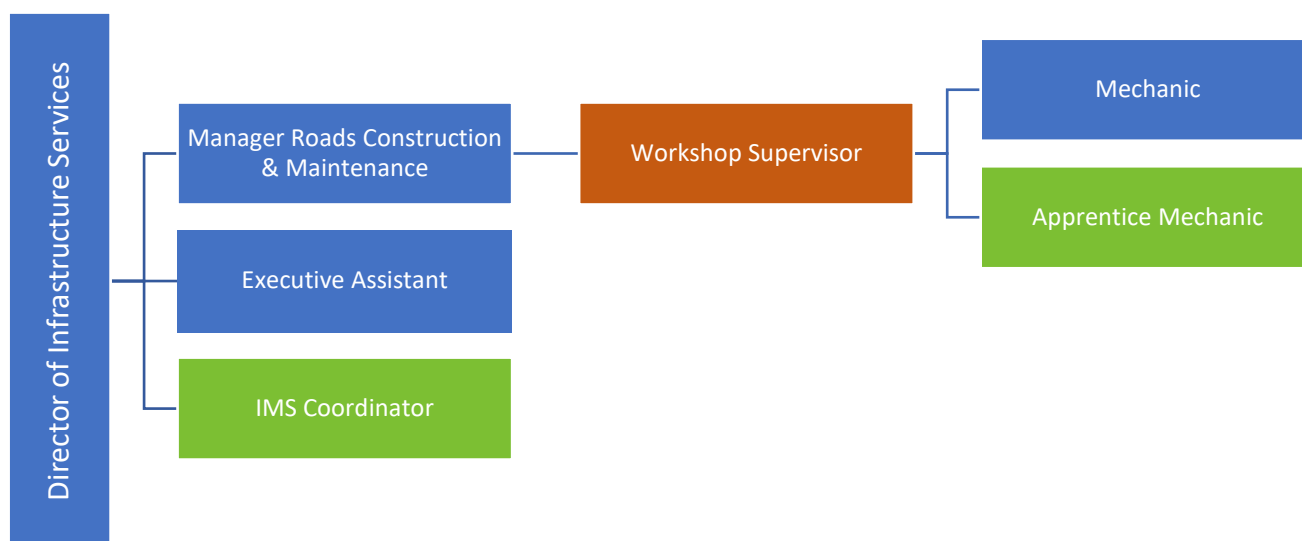 Director of Infrastructure Services
Manager Roads Construction
& Maintenance
Executive Assistant
IMS Coordinator
Workshop Supervisor
Mechanic
Apprentice Mechanic